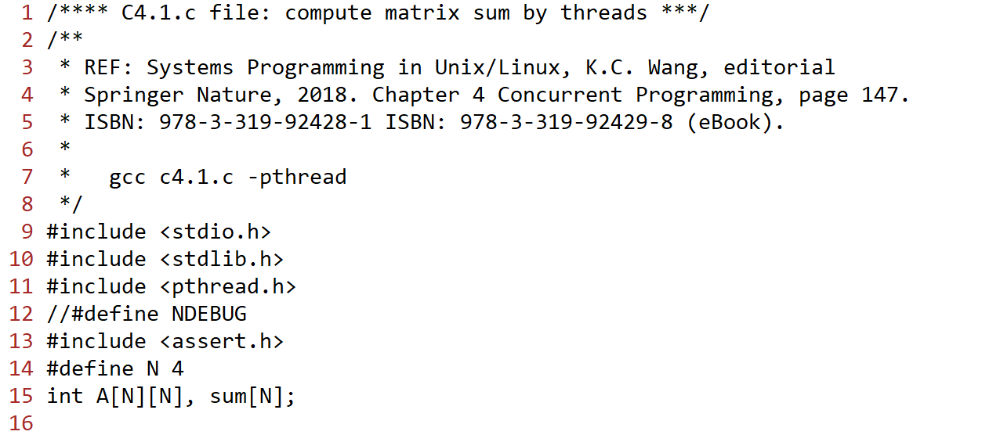 1 /**** C4.1.c file: compute matrix sum by threads ***/
2 /**
3  * REF: Systems Programming in Unix/Linux, K.C. Wang, editorial
4  * Springer Nature, 2018. Chapter 4 Concurrent Programming, page 147.
5  * ISBN: 978-3-319-92428-1 ISBN: 978-3-319-92429-8 (eBook).
6  *
7  *   gcc c4.1.c -pthread
8  */
9 #include <stdio.h>
10 #include <stdlib.h>
11 #include <pthread.h>
12 //#define NDEBUG
13 #include <assert.h>
14 #define N 4
15 int A[N][N], sum[N];
16